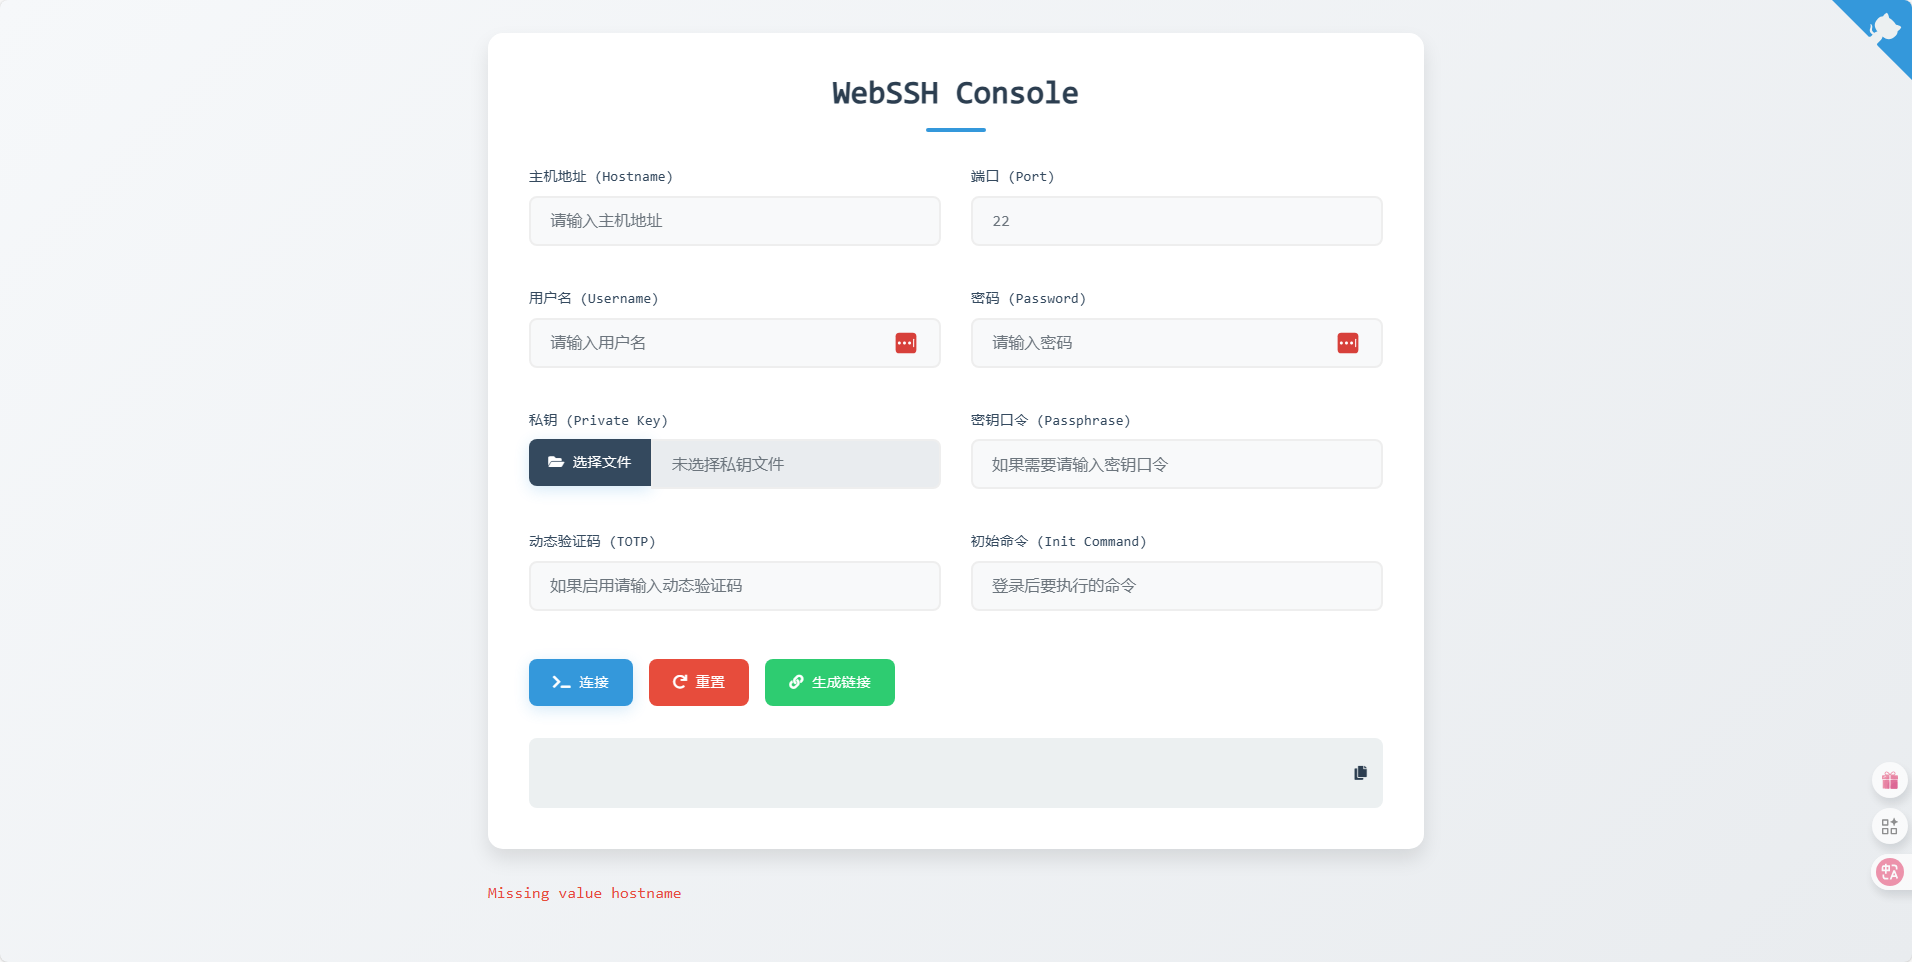 WebSSH Console
主机地址 (Hostname)
端口 (Port)
请输入主机地址
22
用户名 (Username)
密码 (Password)
请输入用户名
请输入密码
私钥 (Private Key)
密钥口令 (Passphrase)
选择文件
未选择私钥文件
如果需要请输入密钥口令
动态验证码 (TOTP)
初始命令 (Init Command)
如果启用请输入动态验证码
登录后要执行的命令
连接
重置
生成链接
Missing value hostname